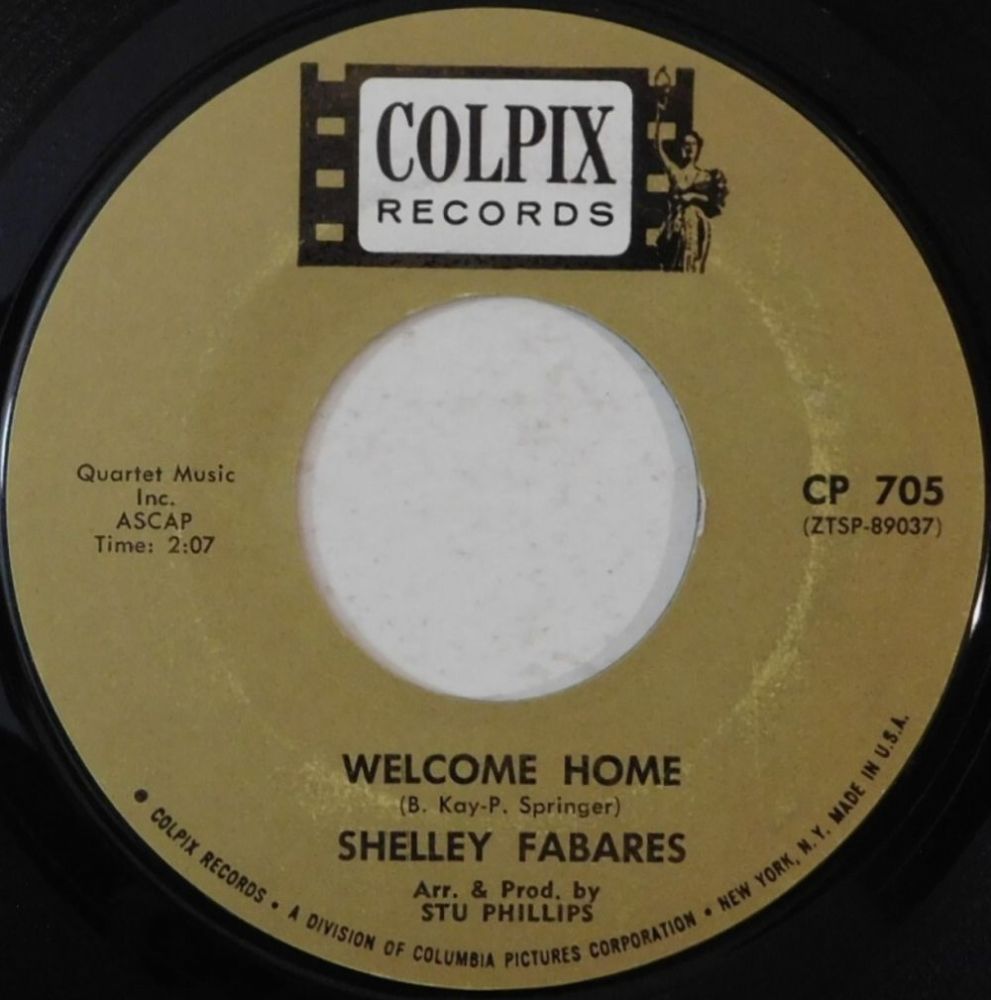 COLPIX
RECORDS
Quartet Music
Inc.
ASCAP
Time: 2:07
CP 705
(ZTSP-89037)
WELCOME HOME
(B. Kay-P. Springer)
SHELLEY FABARES
Arr. & Prod. by
STU PHILLIPS
• COLPIX RECORDS • A DIVISION OF COLUMBIA PICTURES CORPORATION • NEW YORK, N.Y. MADE IN U.S.A.